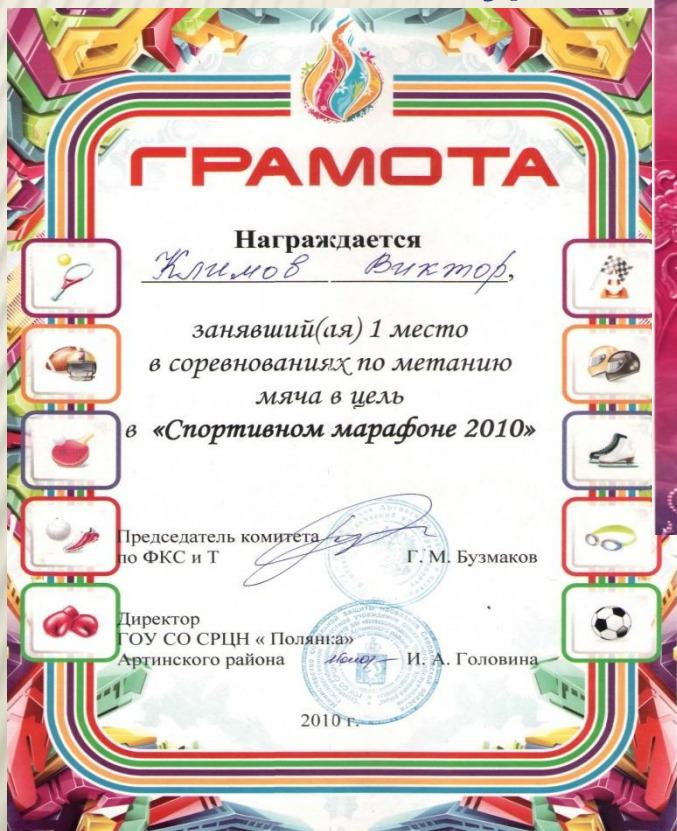 ГРАМОТА
Награждается
Климов Виктор,
занявший(ая) 1 место
в соревнованиях по метанию
мяча в цель
в «Спортивном марафоне 2010»
Председатель комитета
по ФКС и Т Г. М. Бузмаков
Директор
ГОУ СО СРЦН « Полянка»
Артинского района И. А. Головина
2010 г.